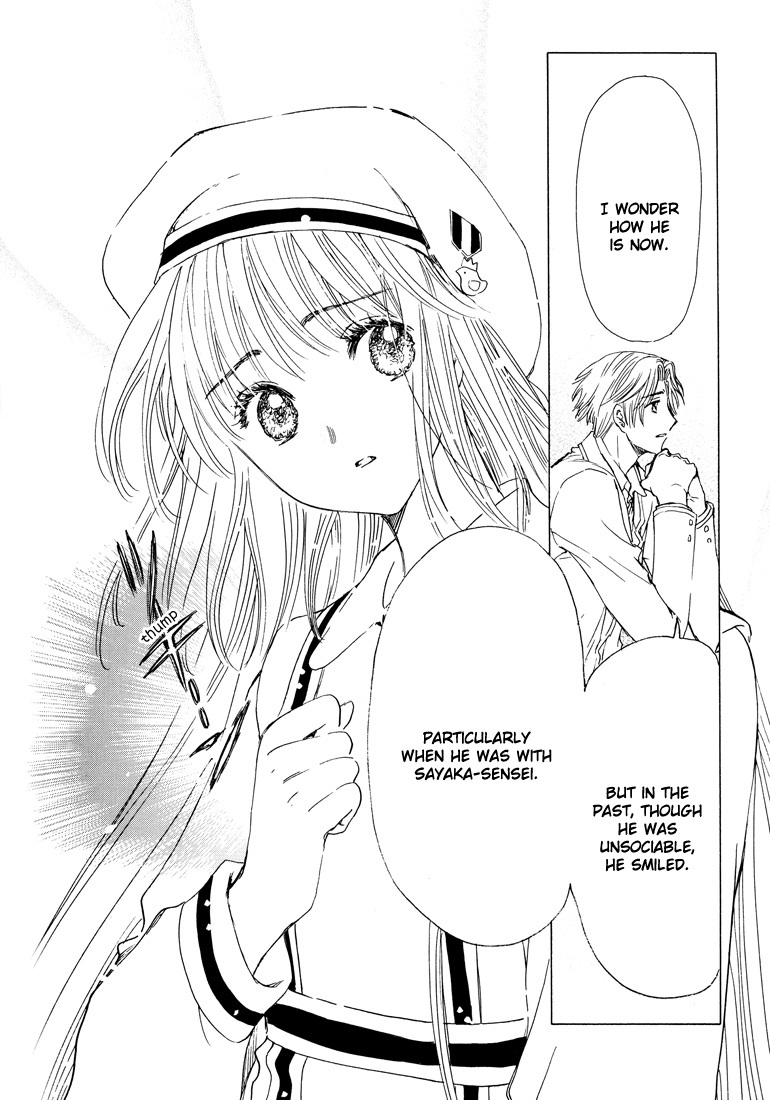 I WONDER
HOW HE
IS NOW.
BUT IN THE
PAST, THOUGH
HE WAS
UNSOCIABLE,
HE SMILED.
PARTICULARLY
WHEN HE WAS WITH
SAYAKA-SENSEI.
thump